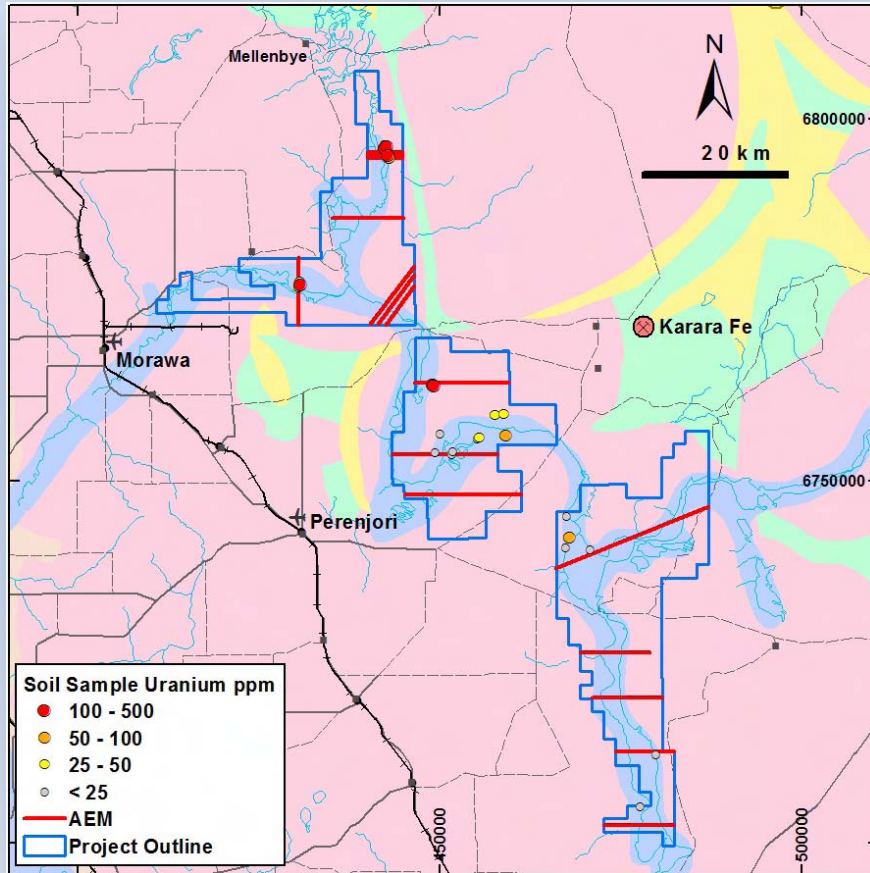 Mellenbye
N
6800000
20 km
Karara Fe
Morawa
6750000
Perenjori
Soil Sample Uranium ppm
100 - 500
50 - 100
25 - 50
< 25
AEM
Project Outline
450000
500000